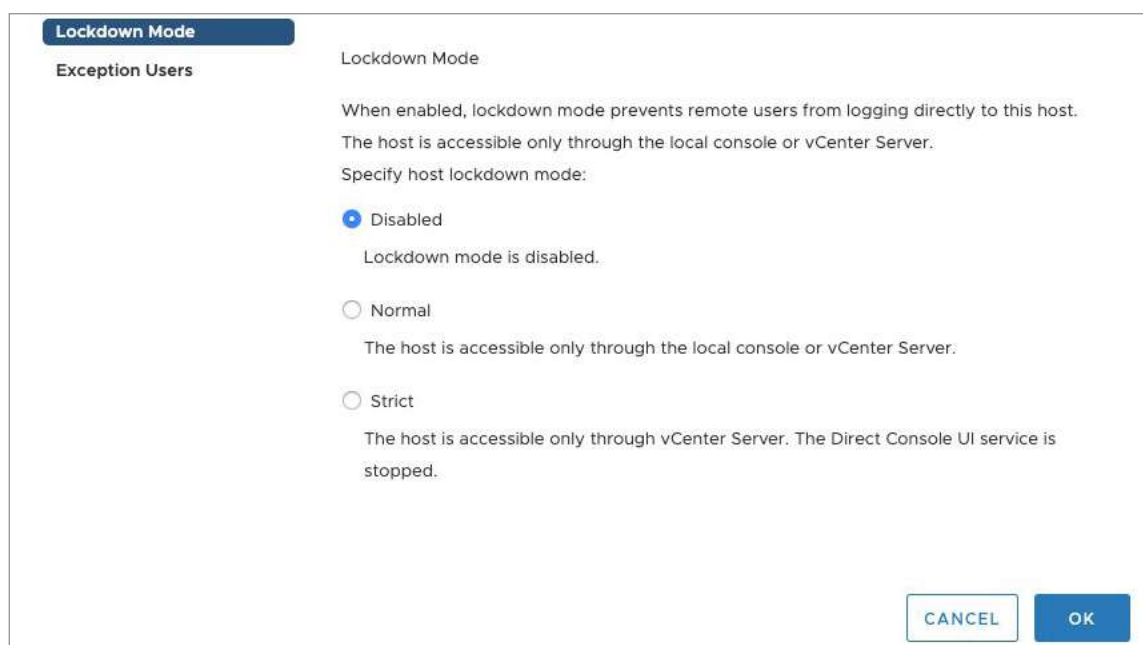 Lockdown Mode
Exception Users
Lockdown Mode
When enabled, lockdown mode prevents remote users from logging directly to this host.
The host is accessible only through the local console or vCenter Server.
Specify host lockdown mode:
Disabled
Lockdown mode is disabled.
Normal
The host is accessible only through the local console or vCenter Server.
Strict
The host is accessible only through vCenter Server. The Direct Console UI service is
stopped.
CANCEL
OK